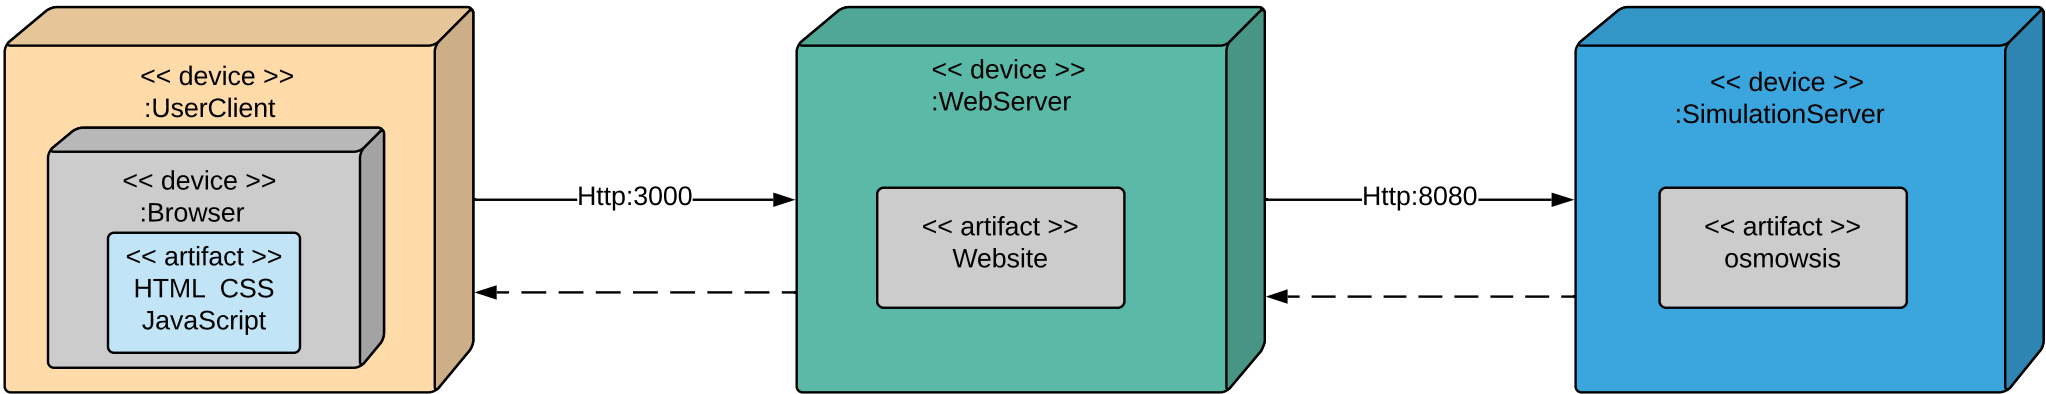 << device >>
:UserClient
<< device >>
:Browser
<< artifact >>
HTML  CSS
JavaScript
Http:3000
<< device >>
:WebServer
<< artifact >>
Website
Http:8080
<< device >>
:SimulationServer
<< artifact >>
osmowsis